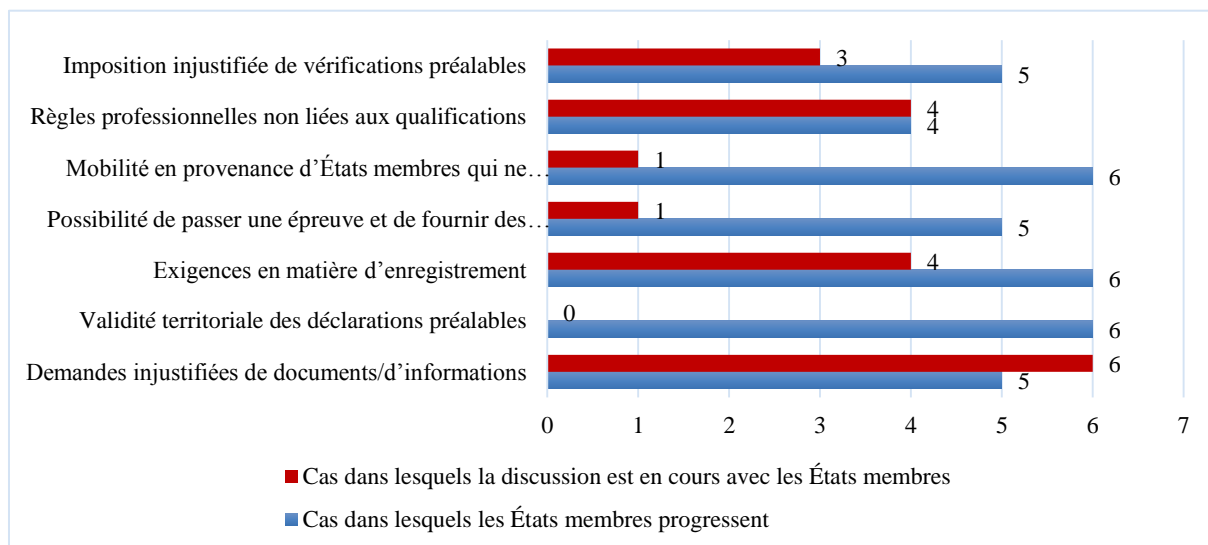 Imposition injustifiée de vérifications préalables
3
5
Règles professionnelles non liées aux qualifications
4
4
Mobilité en provenance d’États membres qui ne…
1
6
Possibilité de passer une épreuve et de fournir des…
1
5
Exigences en matière d’enregistrement
4
6
Validité territoriale des déclarations préalables
0
6
Demandes injustifiées de documents/d’informations
6
5
0 1 2 3 4 5 6 7
Cas dans lesquels la discussion est en cours avec les États membres
Cas dans lesquels les États membres progressent